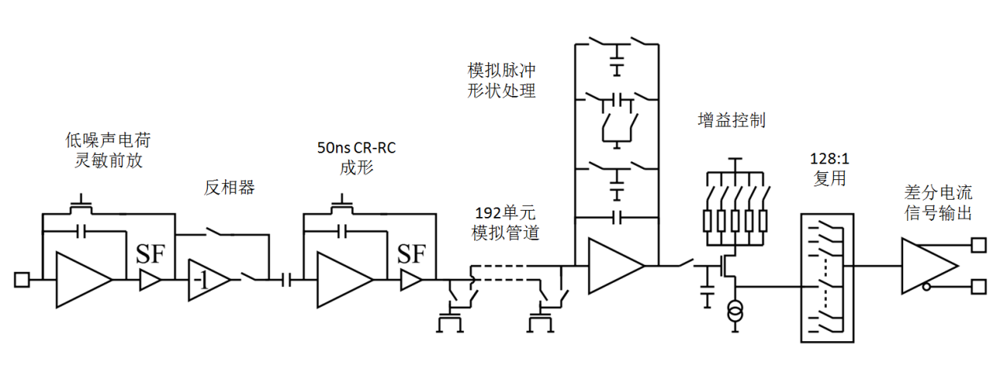 低噪声电荷
灵敏前放
反相器
50ns CR-RC
成形
192单元
模拟管道
模拟脉冲
形状处理
增益控制
128:1
复用
差分电流
信号输出
SF
-1
SF